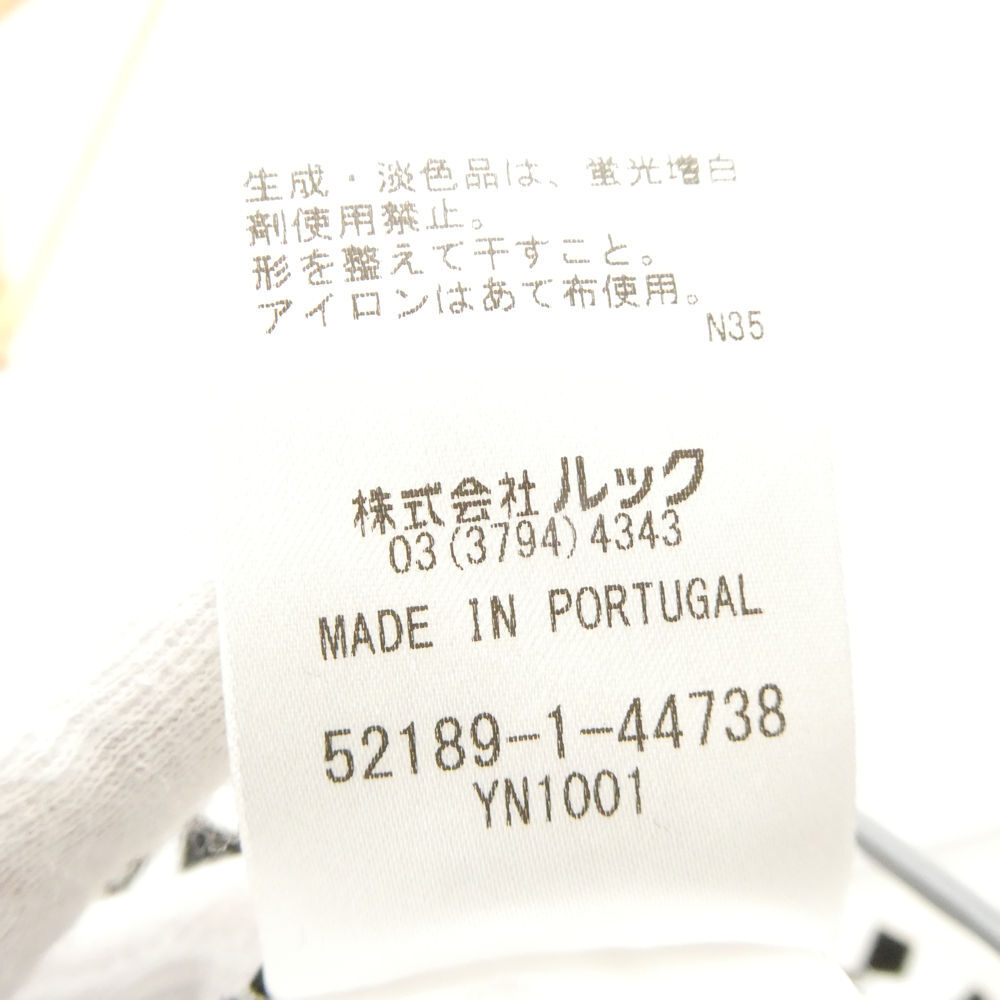 生成・淡色品は、蛍光増白
剤使用禁止。
形を整えて干すこと。
アイロンはあて布使用。
N35
株式会社ルック
03(3794)4343
MADE IN PORTUGAL
52189-1-44738
YN1001